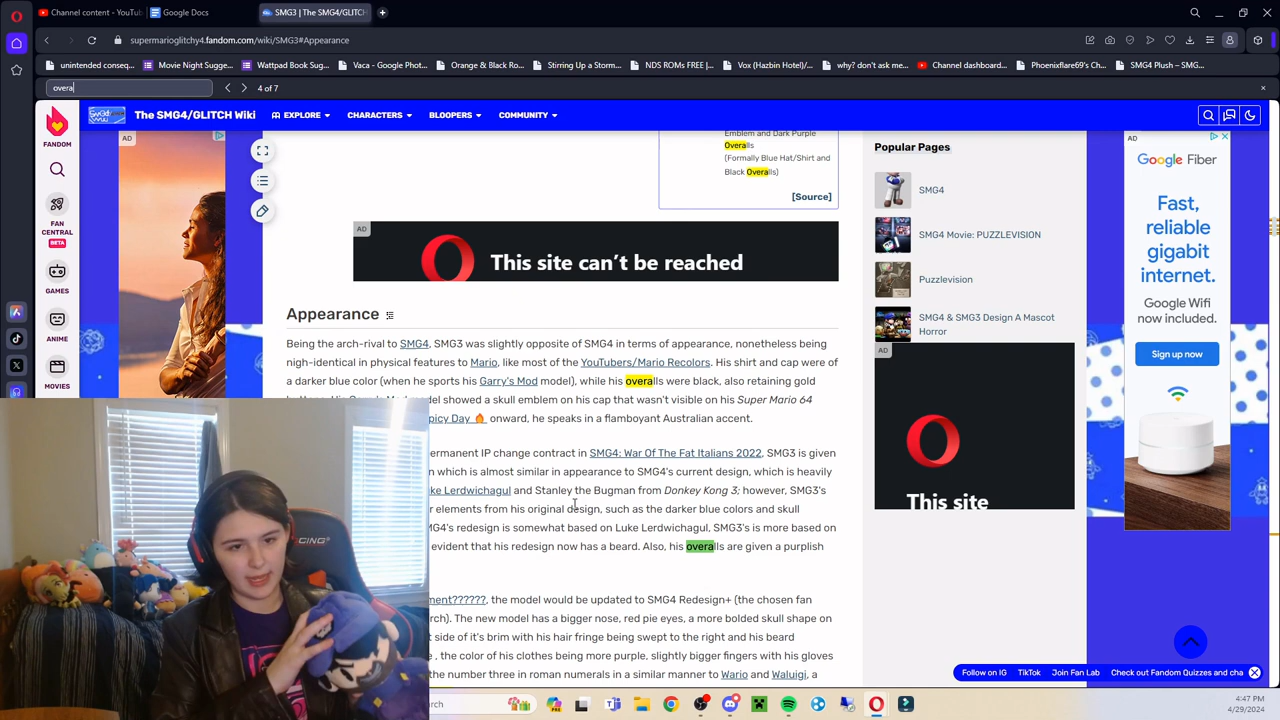 Channel content - YouTub
Google Docs
SMG3 | The SMG4/GLITCH
supermarioglitchy4.fandom.com/wiki/SMG3#Appearance
unintended conseq...
Movie Night Sugge...
Wattpad Book Sug...
Vaca - Google Phot...
Orange & Black Ro...
Stirring Up a Storm...
NDS ROMs FREE | ...
Vox (Hazbin Hotel)/...
why? don't ask me...
Channel dashboard...
Phoenixflare69's Ch...
SMG4 Plush – SMG...
overa
4 of 7
FANDOM
The SMG4/GLITCH Wiki
EXPLORE
CHARACTERS
BLOOPERS
COMMUNITY
FAN
CENTRAL
BETA
GAMES
ANIME
MOVIES
AD
Emblem and Dark Purple
Overalls
(Formally Blue Hat/Shirt and
Black Overalls)
[Source]
AD
This site can't be reached
Appearance
Being the arch-rival to SMG4, SMG3 was slightly opposite of SMG4 in terms of appearance, nonetheless being
nigh-identical in physical features to Mario, like most of the YouTubers/Mario Recolors. His shirt and cap were of
a darker blue color (when he sports his Garry's Mod model), while his overalls were black, also retaining gold
showed a skull emblem on his cap that wasn't visible on his Super Mario 64
picy Day onward, he speaks in a flamboyant Australian accent.
ermanent IP change contract in SMG4: War Of The Fat Italians 2022, SMG3 is given
n which is almost similar in appearance to SMG4's current design, which is heavily
ke Lerdwichagul and Stanley the Bugman from Donkey Kong 3; however, SMG3's
r elements from his original design, such as the darker blue colors and skull
MG4's redesign is somewhat based on Luke Lerdwichagul, SMG3's is more based on
evident that his redesign now has a beard. Also, his overalls are given a purplish
ment??????, the model would be updated to SMG4 Redesign+ (the chosen fan
rch). The new model has a bigger nose, red pie eyes, a more bolded skull shape on
t side of it's brim with his hair fringe being swept to the right and his beard
, the color of his clothes being more purple, slightly bigger fingers with his gloves
the number three in roman numerals in a similar manner to Wario and Waluigi, a
Popular Pages
SMG4
SMG4 Movie: PUZZLEVISION
Puzzlevision
SMG4 & SMG3 Design A Mascot
Horror
AD
This site
AD
Google Fiber
Fast,
reliable
gigabit
internet.
Google Wifi
now included.
Sign up now
Follow on IG
TikTok
Join Fan Lab
Check out Fandom Quizzes and cha
CING
earch
4:47 PM
4/29/2024